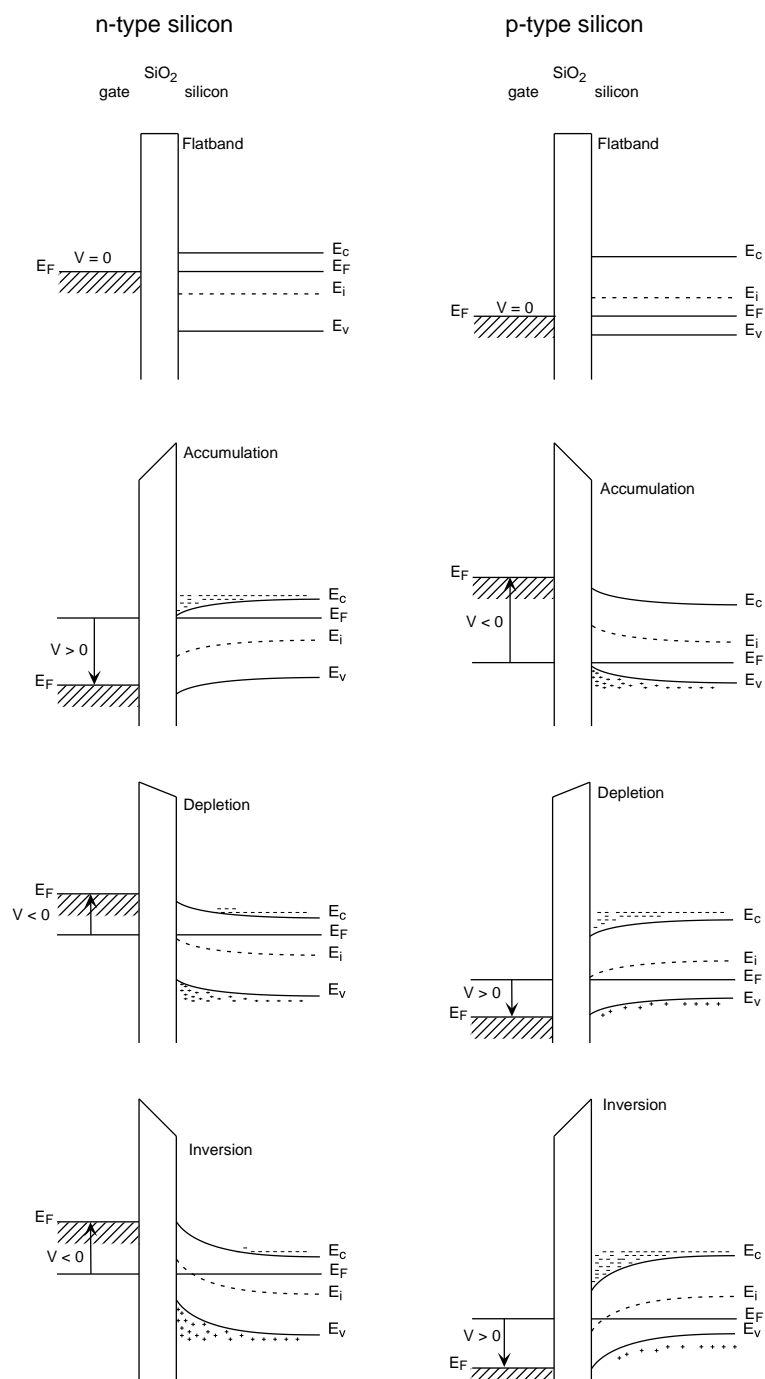 n-type silicon
p-type silicon
SiO2
gate silicon
SiO2
gate silicon
Flatband
EF
V = 0
Ec
EF
Ei
Ev
Flatband
EF
V = 0
Ec
Ei
EF
Ev
Accumulation
V > 0
EF
Ec
EF
Ei
Ev
Accumulation
EF
V < 0
Ec
Ei
EF
Ev
Depletion
EF
V < 0
Ec
EF
Ei
Ev
Depletion
V > 0
EF
Ec
Ei
EF
Ev
Inversion
EF
V < 0
Ec
EF
Ei
Ev
Inversion
V > 0
EF
Ec
Ei
EF
Ev